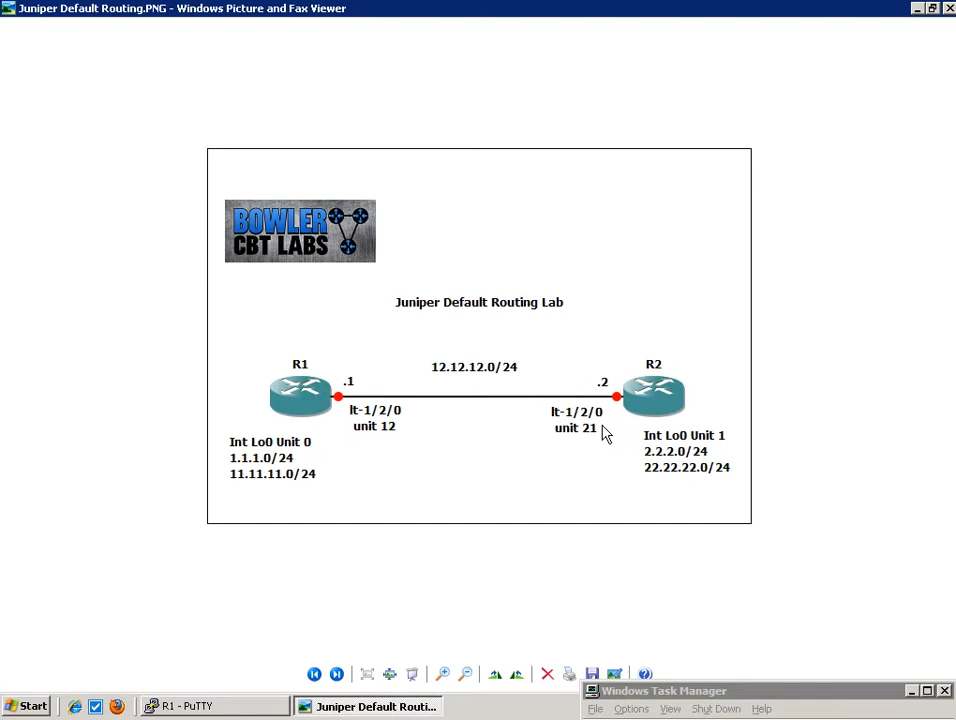 Juniper Default Routing.PNG - Windows Picture and Fax Viewer
BOWLER
CBT LABS
Juniper Default Routing Lab
R1
12.12.12.0/24
R2
.1
.2
lt-1/2/0
unit 12
lt-1/2/0
unit 21
Int Lo0 Unit 0
1.1.1.0/24
11.11.11.0/24
Int Lo0 Unit 1
2.2.2.0/24
22.22.22.0/24
Windows Task Manager
File Options View Shut Down Help
Start
R1 - PuTTY
Juniper Default Routi...